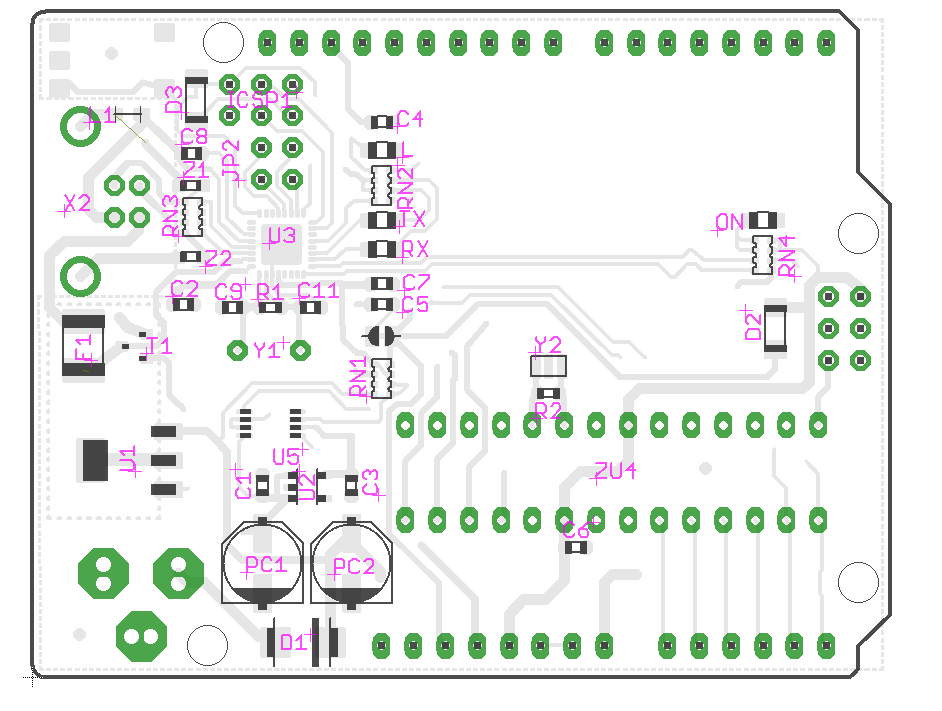 D3
ICSP1
L1
C4
C8
L
Z1
JP2
RN2
X2
RN3
TX
ON
U3
RX
RN4
Z2
C7
C2
C9
R1
C11
C5
D2
F1
T1
Y1
Y2
RN1
R2
U1
U5
ZU4
C1
U2
C3
C6
PC1
PC2
D1